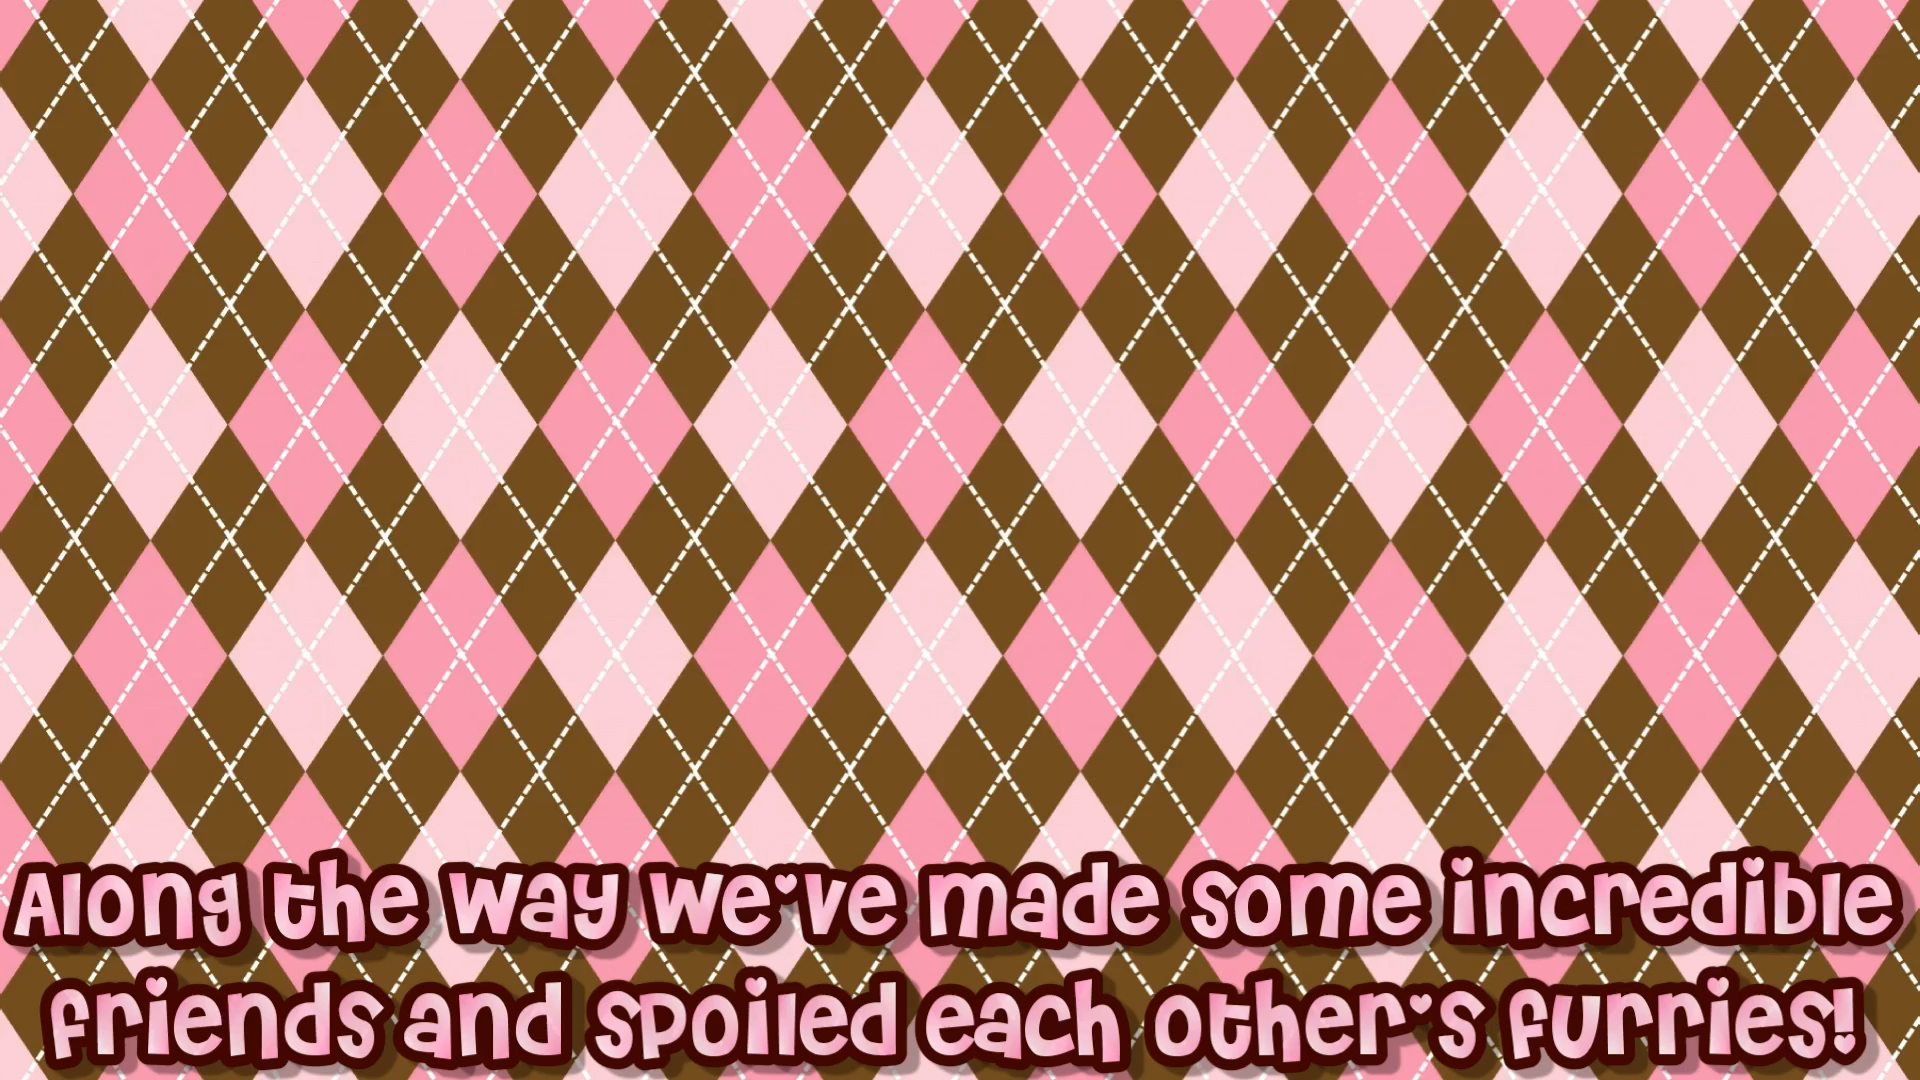 Along the way we've made some incredible
friends and spoiled each other's furries!